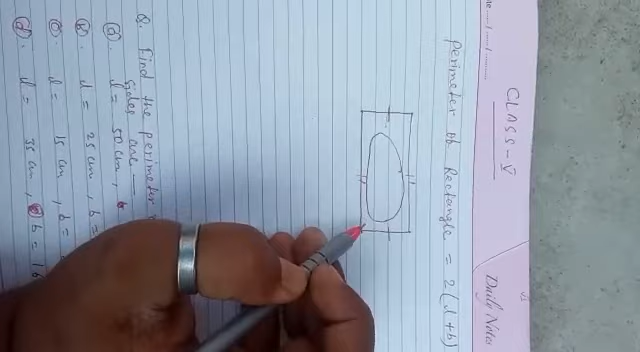 CLASS - V
Daily Notes
perimeter of Rectangle = 2(l+b)
Q. Find the perimeter
sides are —
(a). l = 50 cm,
(b). l = 25 cm, b =
(c). l = 15 cm, b =
(d). l = 35 cm, b =